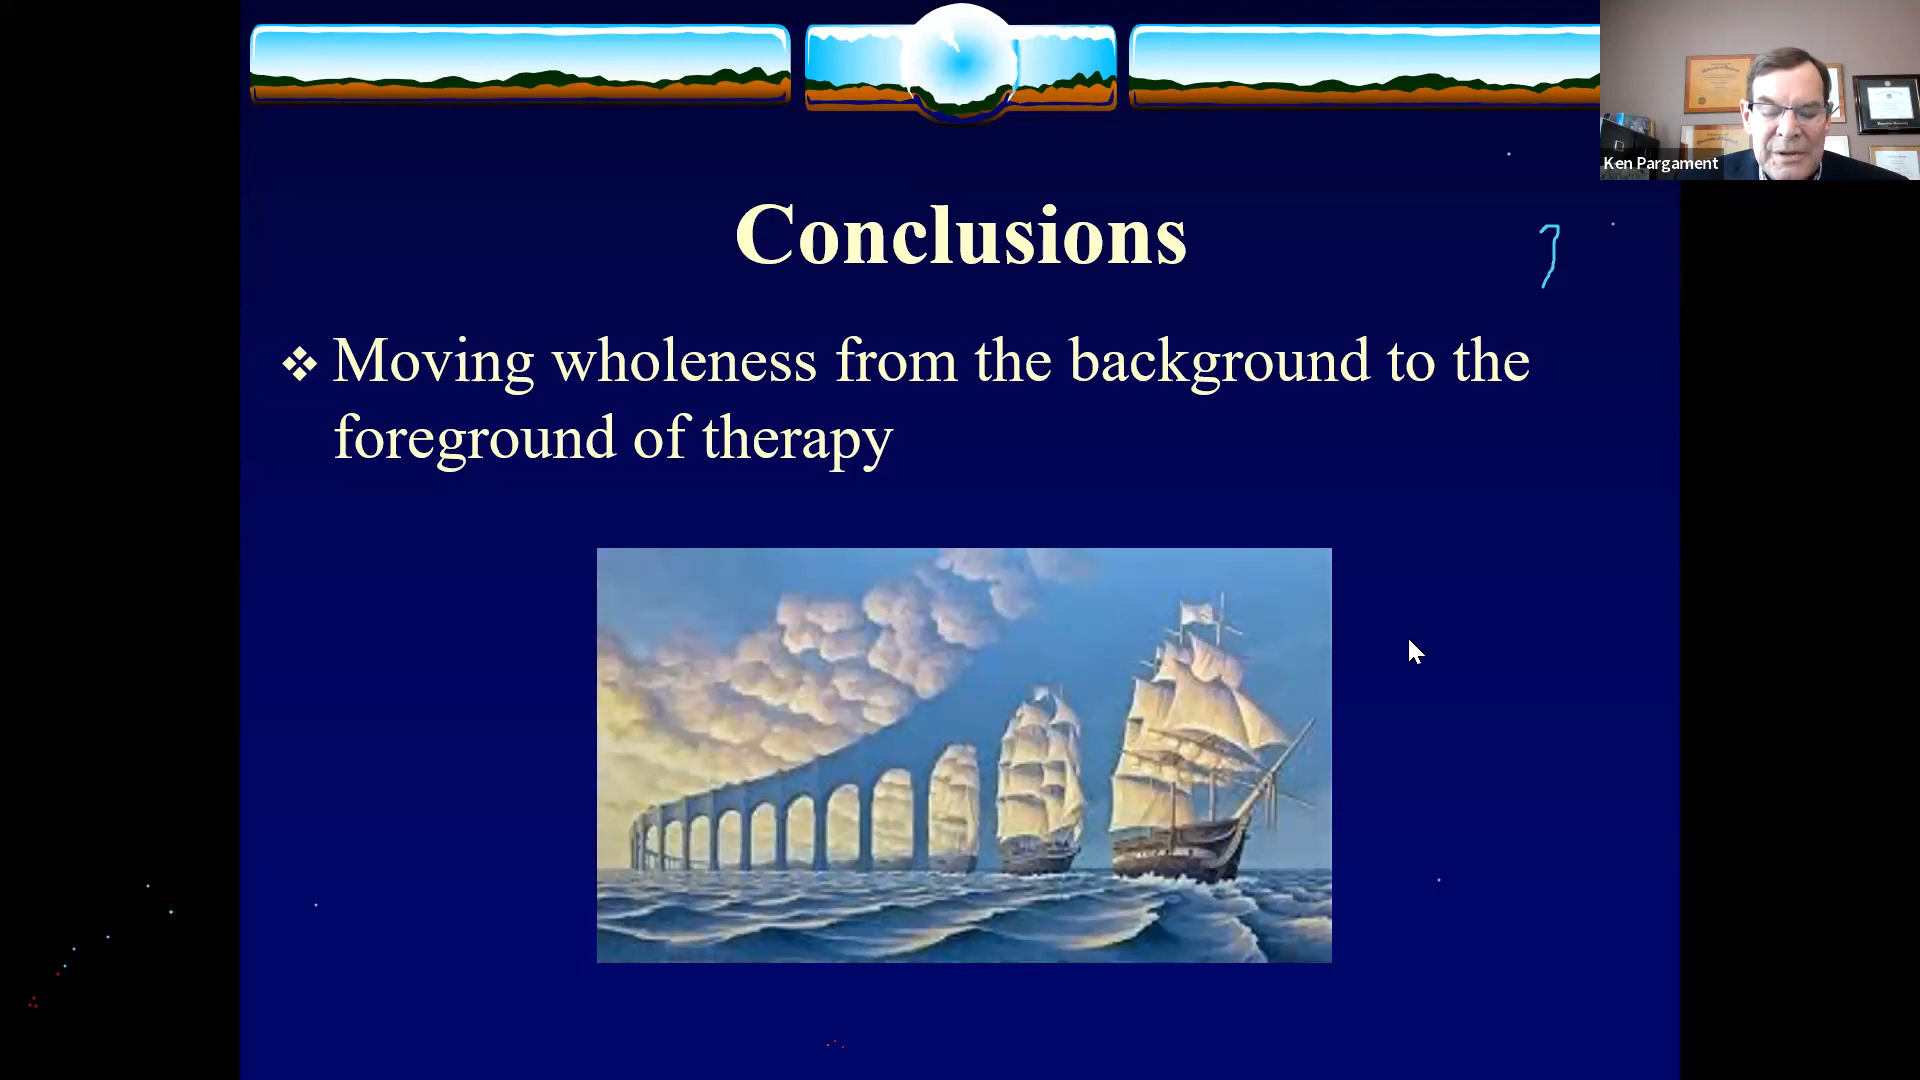 Ken Pargament
Conclusions
❖ Moving wholeness from the background to the
foreground of therapy